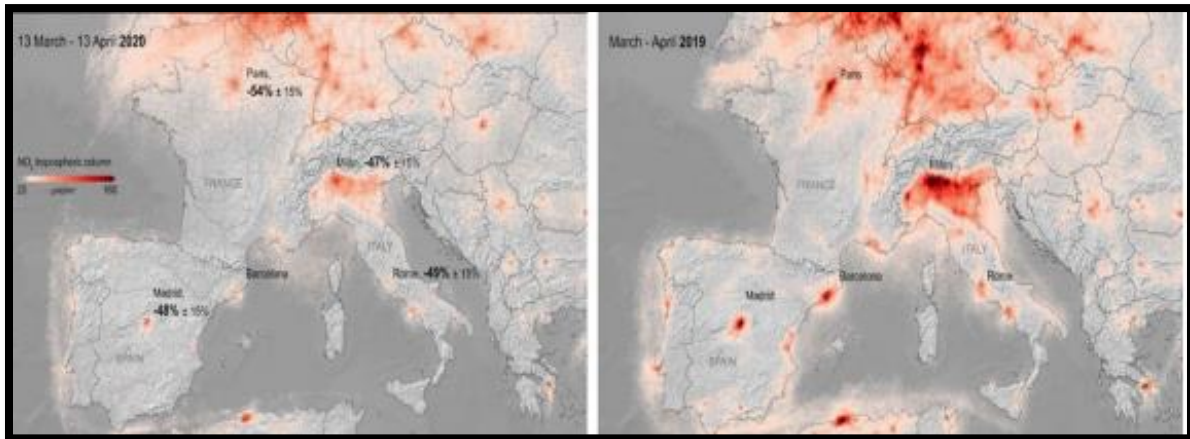 13 March - 13 April 2020
Paris,
-54% ± 15%
NO₂ tropospheric column
Milan, -47% ± 15%
FRANCE
ITALY
Barcelona
Rome, -49% ± 15%
Madrid,
-48% ± 15%
SPAIN
March - April 2019
Paris
Milan
FRANCE
ITALY
Barcelona
Rome
Madrid
SPAIN